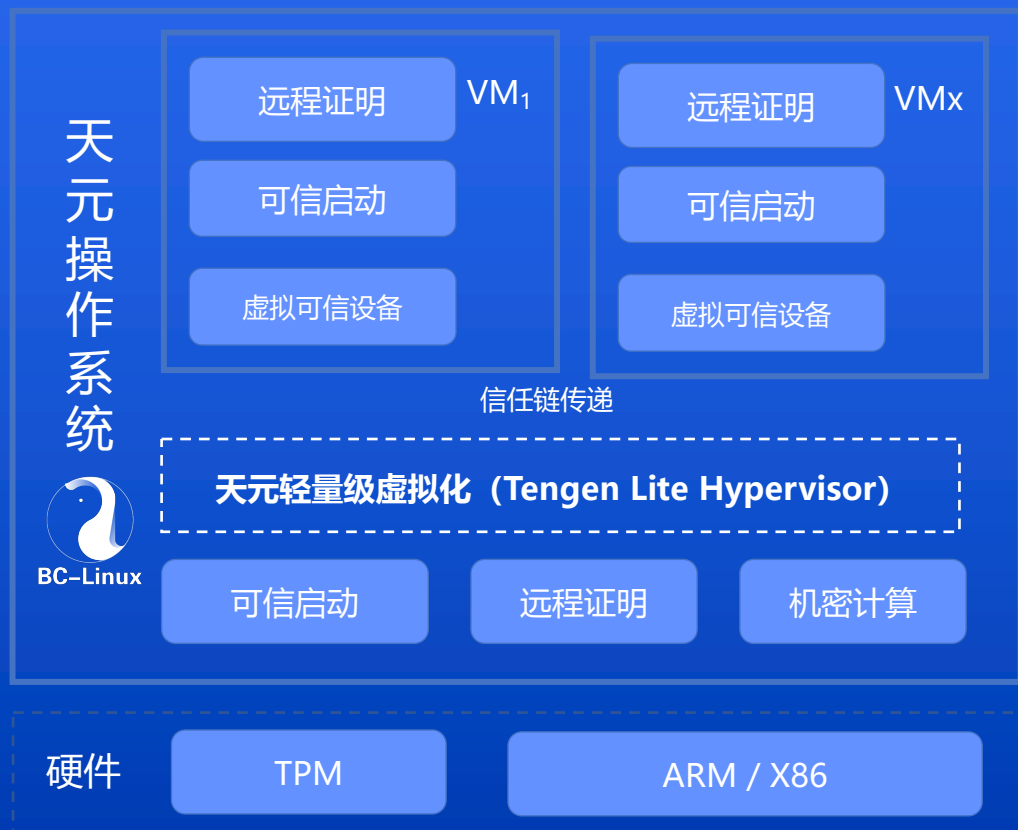 天元操作系统
BC-Linux
远程证明
VM₁
可信启动
虚拟可信设备
远程证明
VMx
可信启动
虚拟可信设备
信任链传递
天元轻量级虚拟化（Tengen Lite Hypervisor）
可信启动
远程证明
机密计算
硬件
TPM
ARM / X86